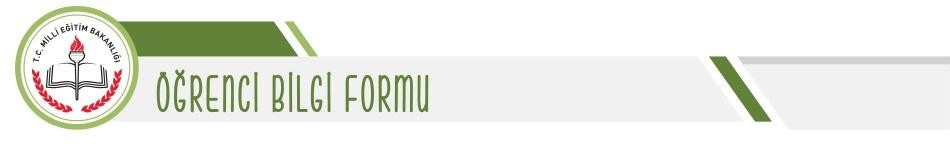 T.C. MİLLİ EĞİTİM BAKANLIĞI
ÖĞRENCİ BİLGİ FORMU